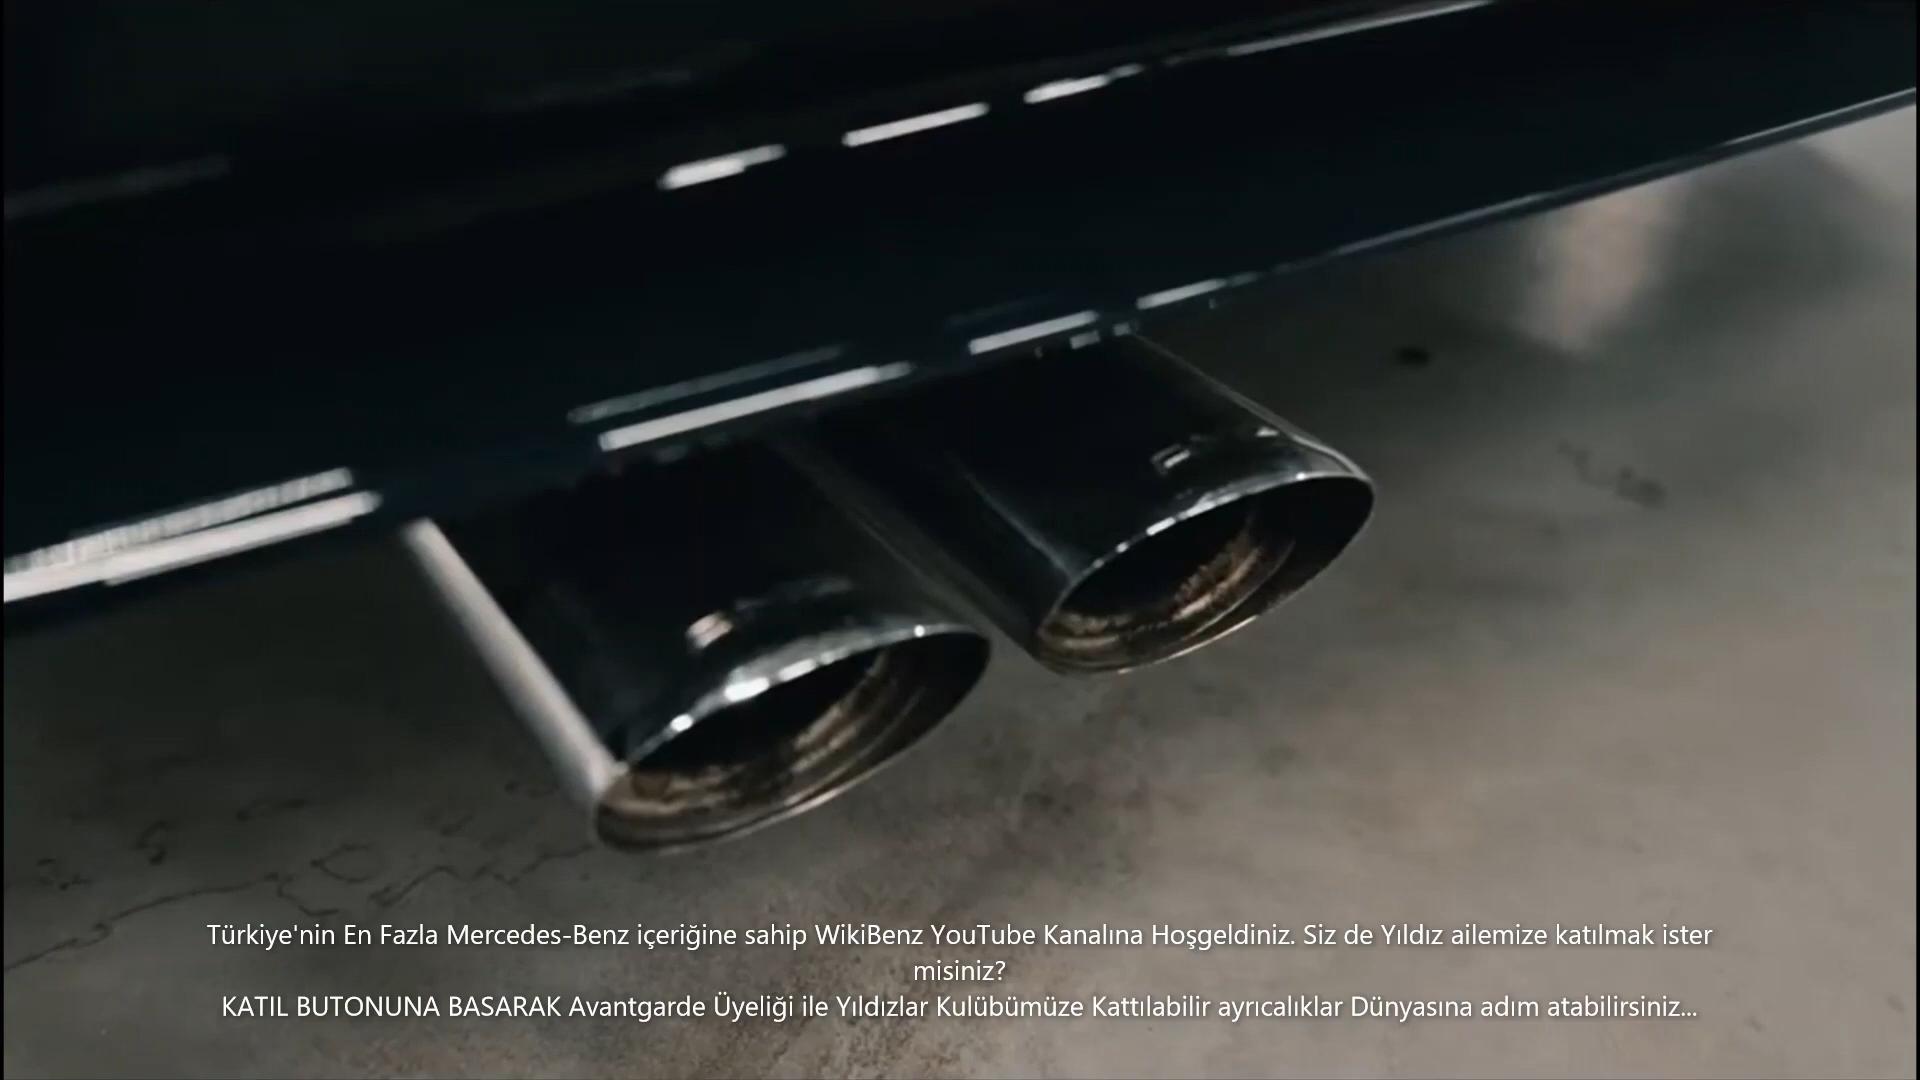 Türkiye'nin En Fazla Mercedes-Benz içeriğine sahip WikiBenz YouTube Kanalına Hoşgeldiniz. Siz de Yıldız ailemize katılmak ister
misiniz?
KATIL BUTONUNA BASARAK Avantgarde Üyeliği ile Yıldızlar Kulübümüze Kattılabilir ayrıcalıklar Dünyasına adım atabilirsiniz...